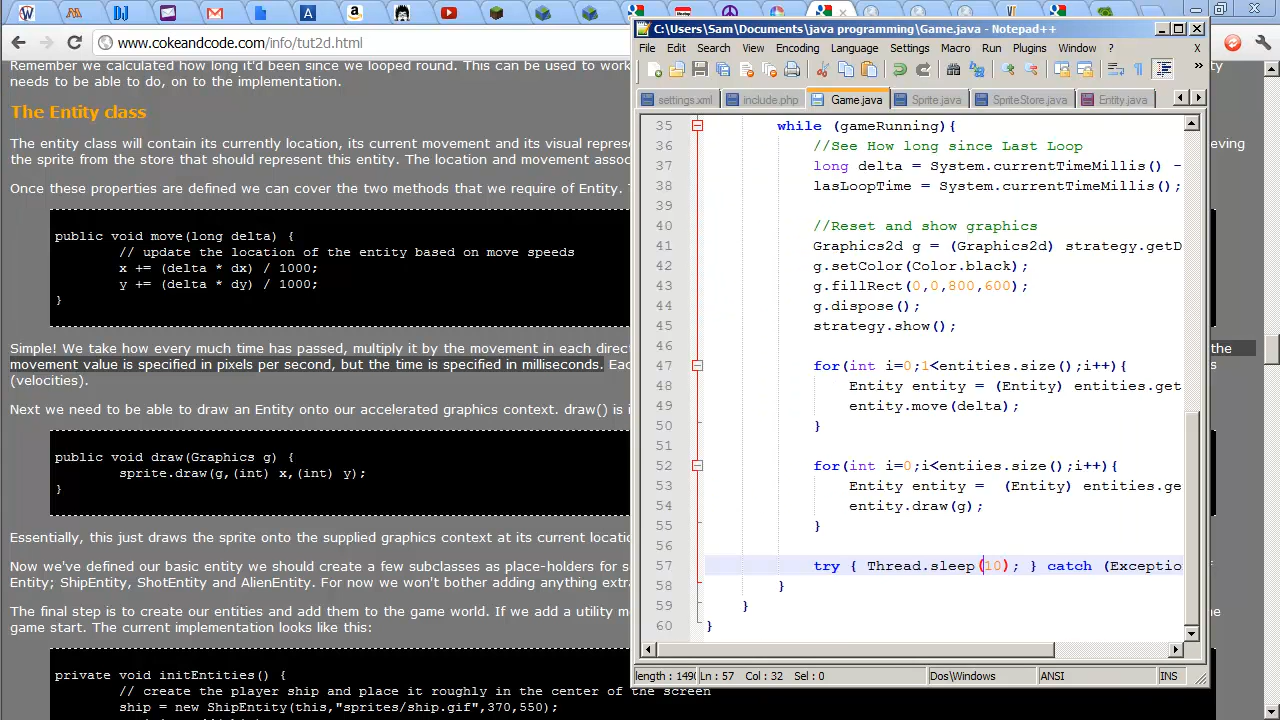 www.cokeandcode.com/info/tut2d.html
Remember we calculated how long it'd been since we looped round. This can be used to work
needs to be able to do, on to the implementation.
The Entity class
The entity class will contain its currently location, its current movement and its visual
the sprite from the store that should represent this entity. The location and movement
Once these properties are defined we can cover the two methods that we require of Entity.
public void move(long delta) {
// update the location of the entity based on move speeds
x += (delta * dx) / 1000;
y += (delta * dy) / 1000;
}
Simple! We take how every much time has passed, multiply it by the movement in each
the
movement value is specified in pixels per second, but the time is specified in milliseconds.
(velocities).
Next we need to be able to draw an Entity onto our accelerated graphics context. draw() is
public void draw(Graphics g) {
sprite.draw(g,(int) x,(int) y);
}
Essentially, this just draws the sprite onto the supplied graphics context at its current
Now we've defined our basic entity we should create a few subclasses as place-holders for
Entity; ShipEntity, ShotEntity and AlienEntity. For now we won't bother adding anything
The final step is to create our entities and add them to the game world. If we add a utility
the
game start. The current implementation looks like this:
private void initEntities() {
// create the player ship and place it roughly in the center of the screen
ship = new ShipEntity(this,"sprites/ship.gif",370,550);
C:\Users\Sam\Documents\java programming\Game.java - Notepad++
File Edit Search View Encoding Language Settings Macro Run Plugins Window ? X
settings.xml include.php Game.java Sprite.java SpriteStore.java Entity.java
35 while (gameRunning){
36 //See How long since Last Loop
37 long delta = System.currentTimeMillis() -
38 lasLoopTime = System.currentTimeMillis();
39
40 //Reset and show graphics
41 Graphics2d g = (Graphics2d) strategy.getD
42 g.setColor(Color.black);
43 g.fillRect(0,0,800,600);
44 g.dispose();
45 strategy.show();
46
47 for(int i=0;1<entities.size();i++){
48 Entity entity = (Entity) entities.get
49 entity.move(delta);
50 }
51
52 for(int i=0;i<entiies.size();i++){
53 Entity entity =  (Entity) entities.ge
54 entity.draw(g);
55 }
56
57 try { Thread.sleep(10); } catch (Exceptio
58 }
59 }
60 }
length : 1490 Ln : 57 Col : 32 Sel : 0 Dos\Windows ANSI INS